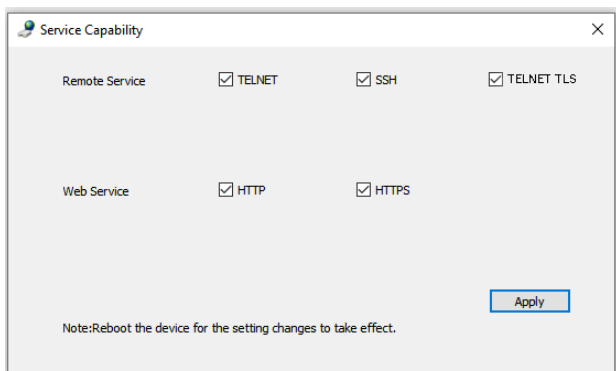 Service Capability
Remote Service TELNET SSH TELNET TLS
Web Service HTTP HTTPS
Apply
Note:Reboot the device for the setting changes to take effect.